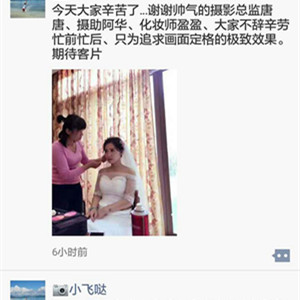 今天大家辛苦了...谢谢帅气的摄影总监唐
唐、摄助阿华、化妆师盈盈、大家不辞辛劳
忙前忙后、只为追求画面定格的极致效果。
期待客片
6小时前
小飞哒